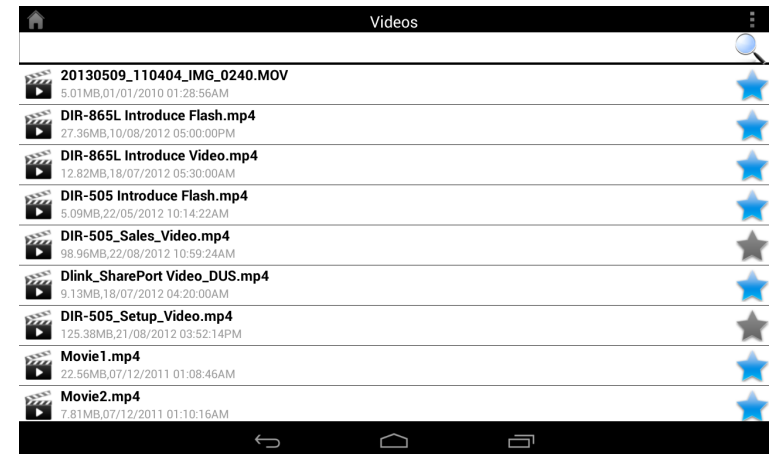 Videos
20130509_110404_IMG_0240.MOV
5.01MB,01/01/2010 01:28:56AM
DIR-865L Introduce Flash.mp4
27.36MB,10/08/2012 05:00:00PM
DIR-865L Introduce Video.mp4
12.82MB,18/07/2012 05:30:00AM
DIR-505 Introduce Flash.mp4
5.09MB,22/05/2012 10:14:22AM
DIR-505_Sales_Video.mp4
98.96MB,22/08/2012 10:59:24AM
Dlink_SharePort Video_DUS.mp4
9.13MB,18/07/2012 04:20:00AM
DIR-505_Setup_Video.mp4
125.38MB,21/08/2012 03:52:14PM
Movie1.mp4
22.56MB,07/12/2011 01:08:46AM
Movie2.mp4
7.81MB,07/12/2011 01:10:16AM